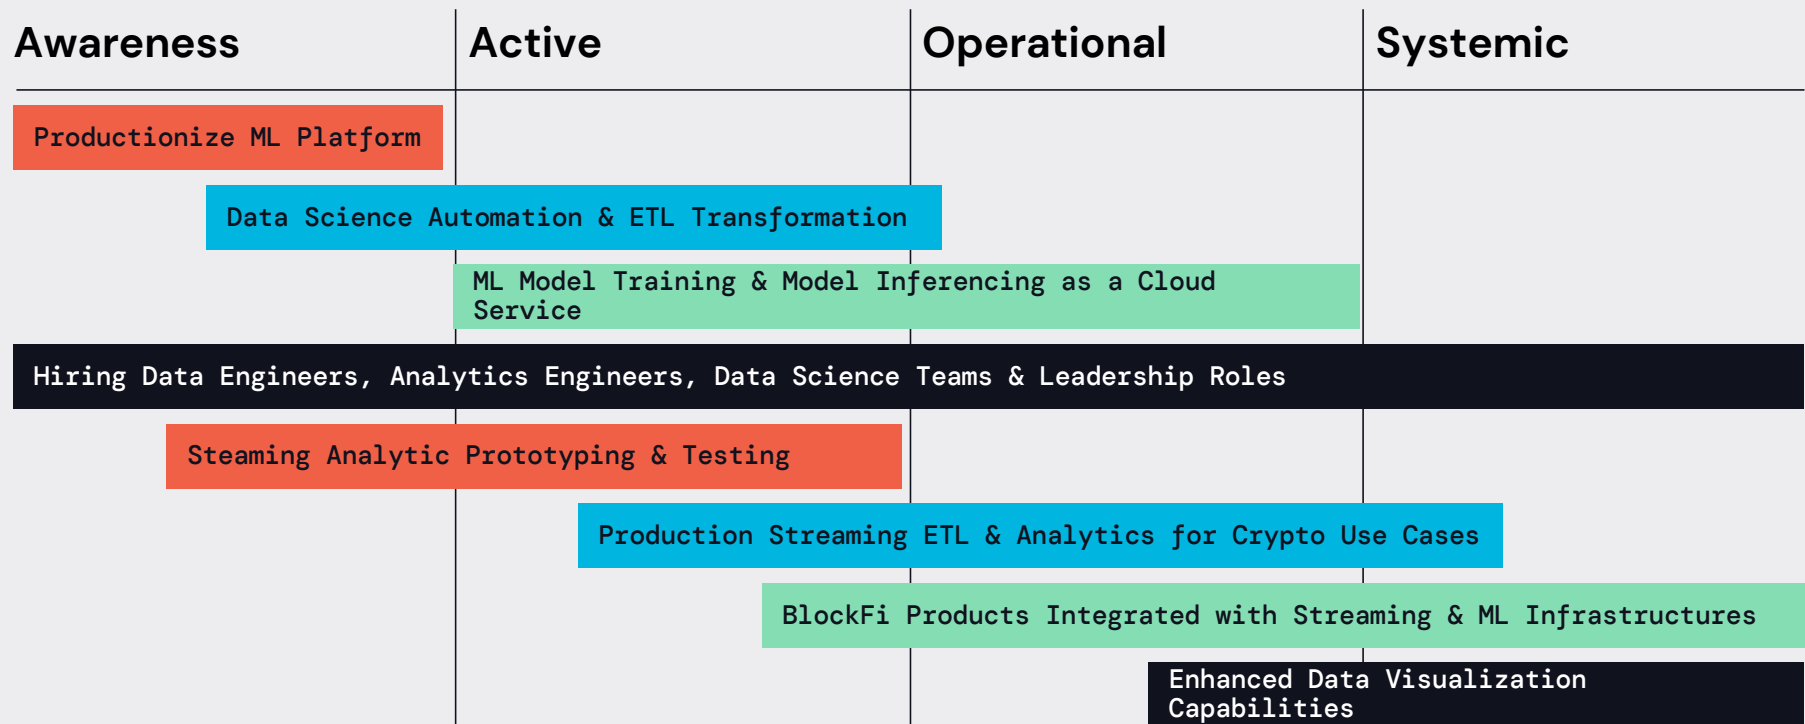 Awareness
Active
Operational
Systemic
Productionize ML Platform
Data Science Automation & ETL Transformation
ML Model Training & Model Inferencing as a Cloud
Service
Hiring Data Engineers, Analytics Engineers, Data Science Teams & Leadership Roles
Steaming Analytic Prototyping & Testing
Production Streaming ETL & Analytics for Crypto Use Cases
BlockFi Products Integrated with Streaming & ML Infrastructures
Enhanced Data Visualization
Capabilities